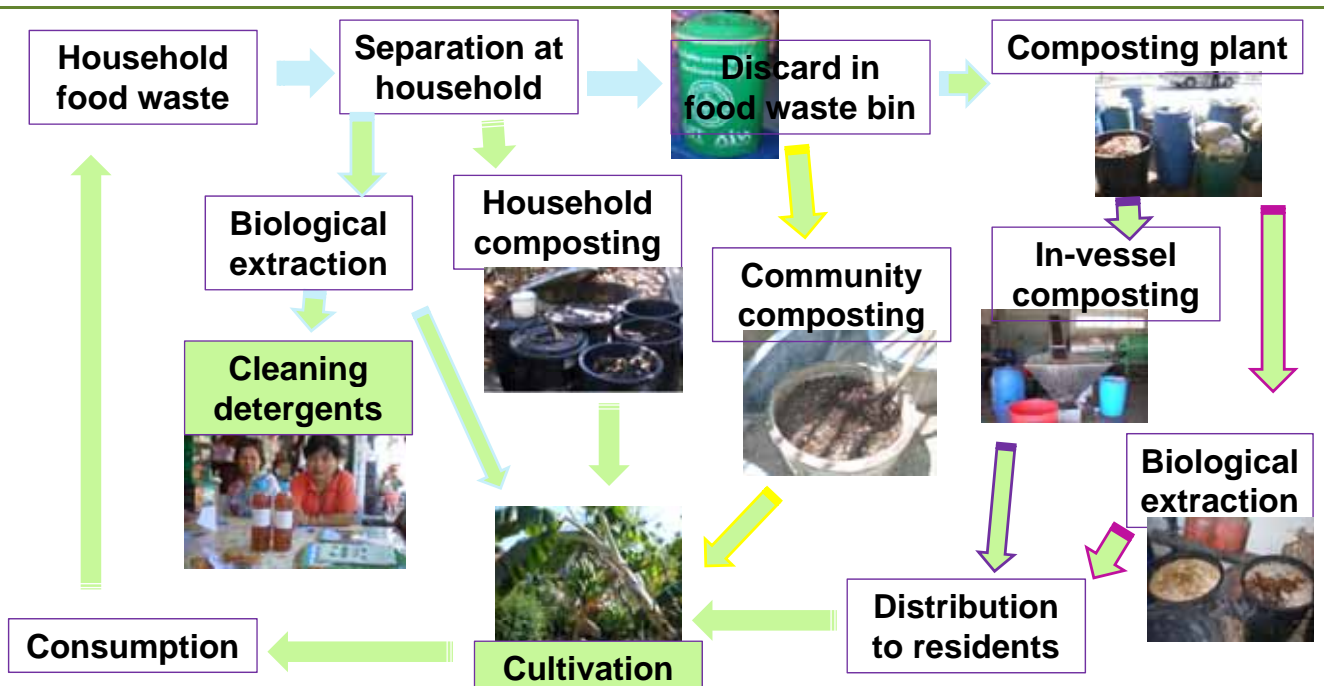 Household
food waste
Separation at
household
Discard in
food waste bin
Composting plant
Biological
extraction
Household
composting
Community
composting
In-vessel
composting
Cleaning
detergents
Biological
extraction
Distribution
to residents
Consumption
Cultivation